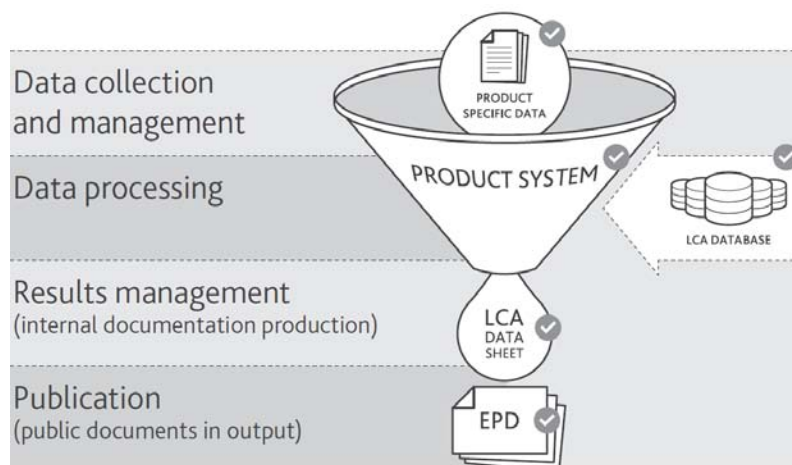 Data collection
and management
PRODUCT
SPECIFIC DATA
Data processing
PRODUCT SYSTEM
LCA DATABASE
Results management
(internal documentation production)
LCA
DATA
SHEET
Publication
(public documents in output)
EPD